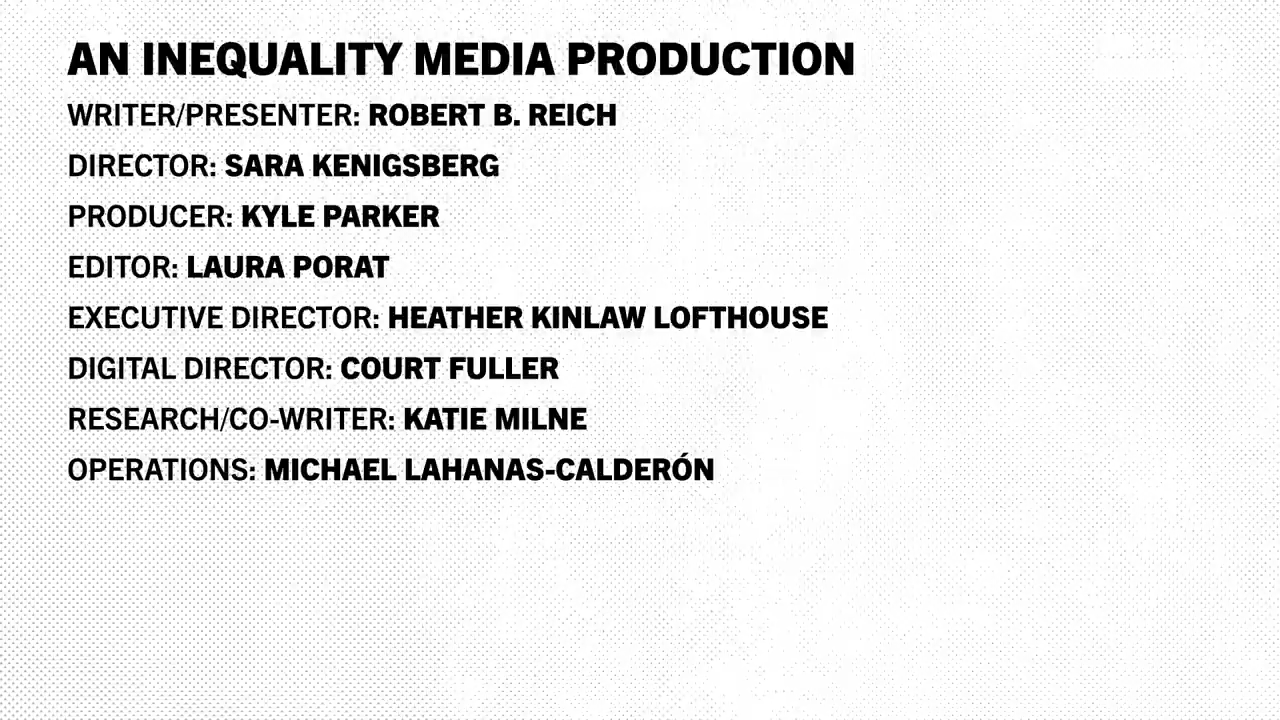 AN INEQUALITY MEDIA PRODUCTION
WRITER/PRESENTER: ROBERT B. REICH
DIRECTOR: SARA KENIGSBERG
PRODUCER: KYLE PARKER
EDITOR: LAURA PORAT
EXECUTIVE DIRECTOR: HEATHER KINLAW LOFTHOUSE
DIGITAL DIRECTOR: COURT FULLER
RESEARCH/CO-WRITER: KATIE MILNE
OPERATIONS: MICHAEL LAHANAS-CALDERÓN